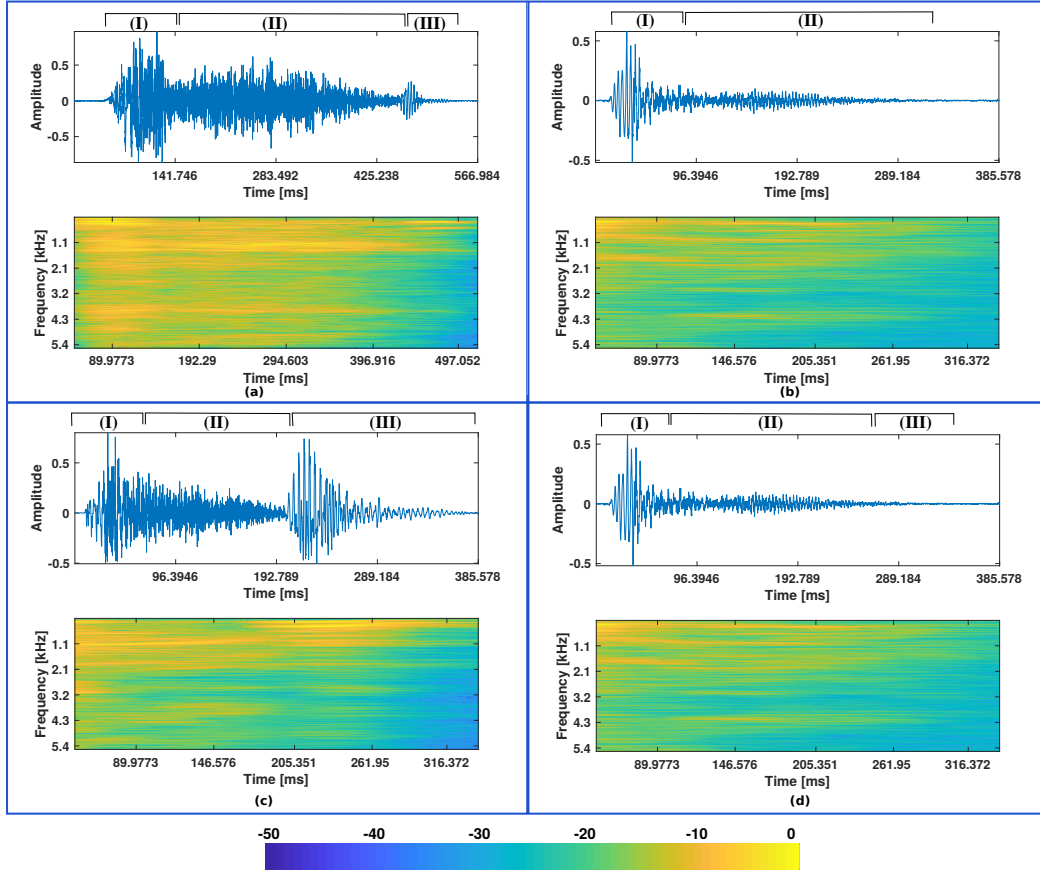 (I) (II) (III)
0.5
0
-0.5
Amplitude
141.746 283.492 425.238 566.984
Time [ms]
1.1
2.1
3.2
4.3
5.4
Frequency [kHz]
89.9773 192.29 294.603 396.916 497.052
Time [ms]
(a)
(I) (II)
0.5
0
-0.5
Amplitude
96.3946 192.789 289.184 385.578
Time [ms]
1.1
2.1
3.2
4.3
5.4
Frequency [kHz]
89.9773 146.576 205.351 261.95 316.372
Time [ms]
(b)
(I) (II) (III)
0.5
0
-0.5
Amplitude
96.3946 192.789 289.184 385.578
Time [ms]
1.1
2.1
3.2
4.3
5.4
Frequency [kHz]
89.9773 146.576 205.351 261.95 316.372
Time [ms]
(c)
(I) (II) (III)
0.5
0
-0.5
Amplitude
96.3946 192.789 289.184 385.578
Time [ms]
1.1
2.1
3.2
4.3
5.4
Frequency [kHz]
89.9773 146.576 205.351 261.95 316.372
Time [ms]
(d)
-50 -40 -30 -20 -10 0